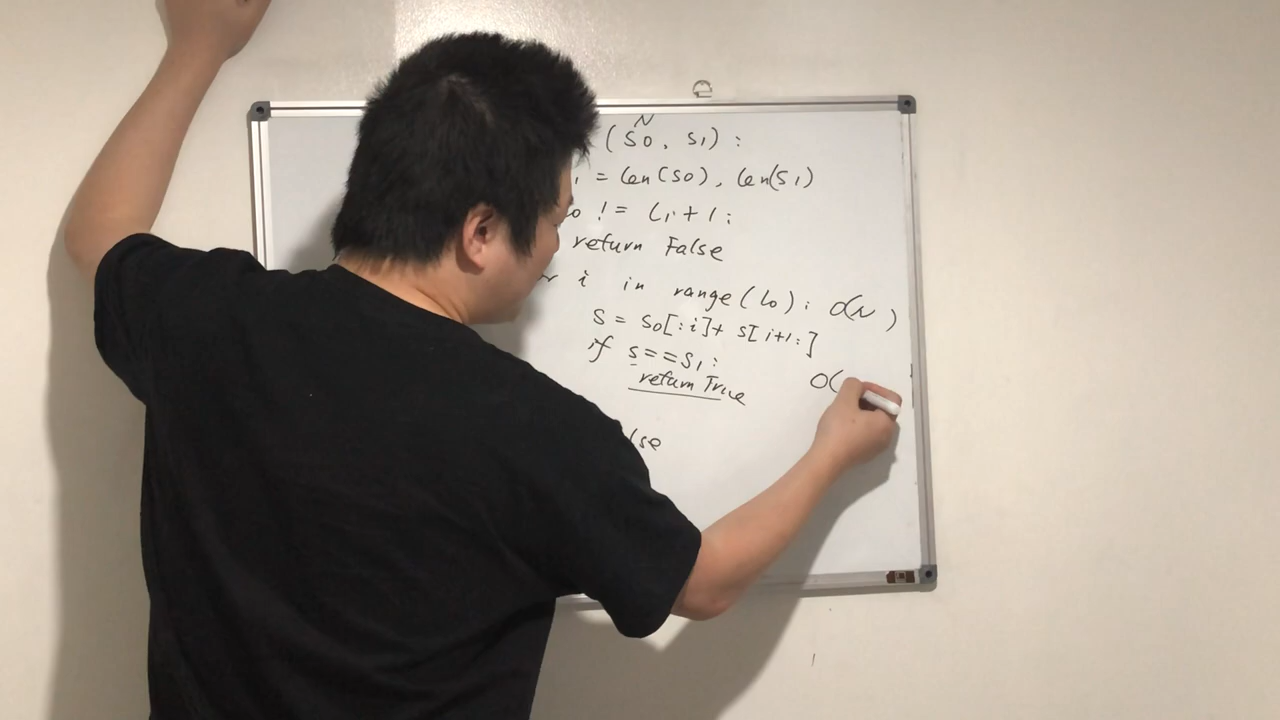 N
(s0, s1):
= len(s0), len(s1)
!= l1+1:
return False
i in range(l0): O(N)
s = s0[:i]+ s[i+1:]
if s==s1:
return True
O(
lse